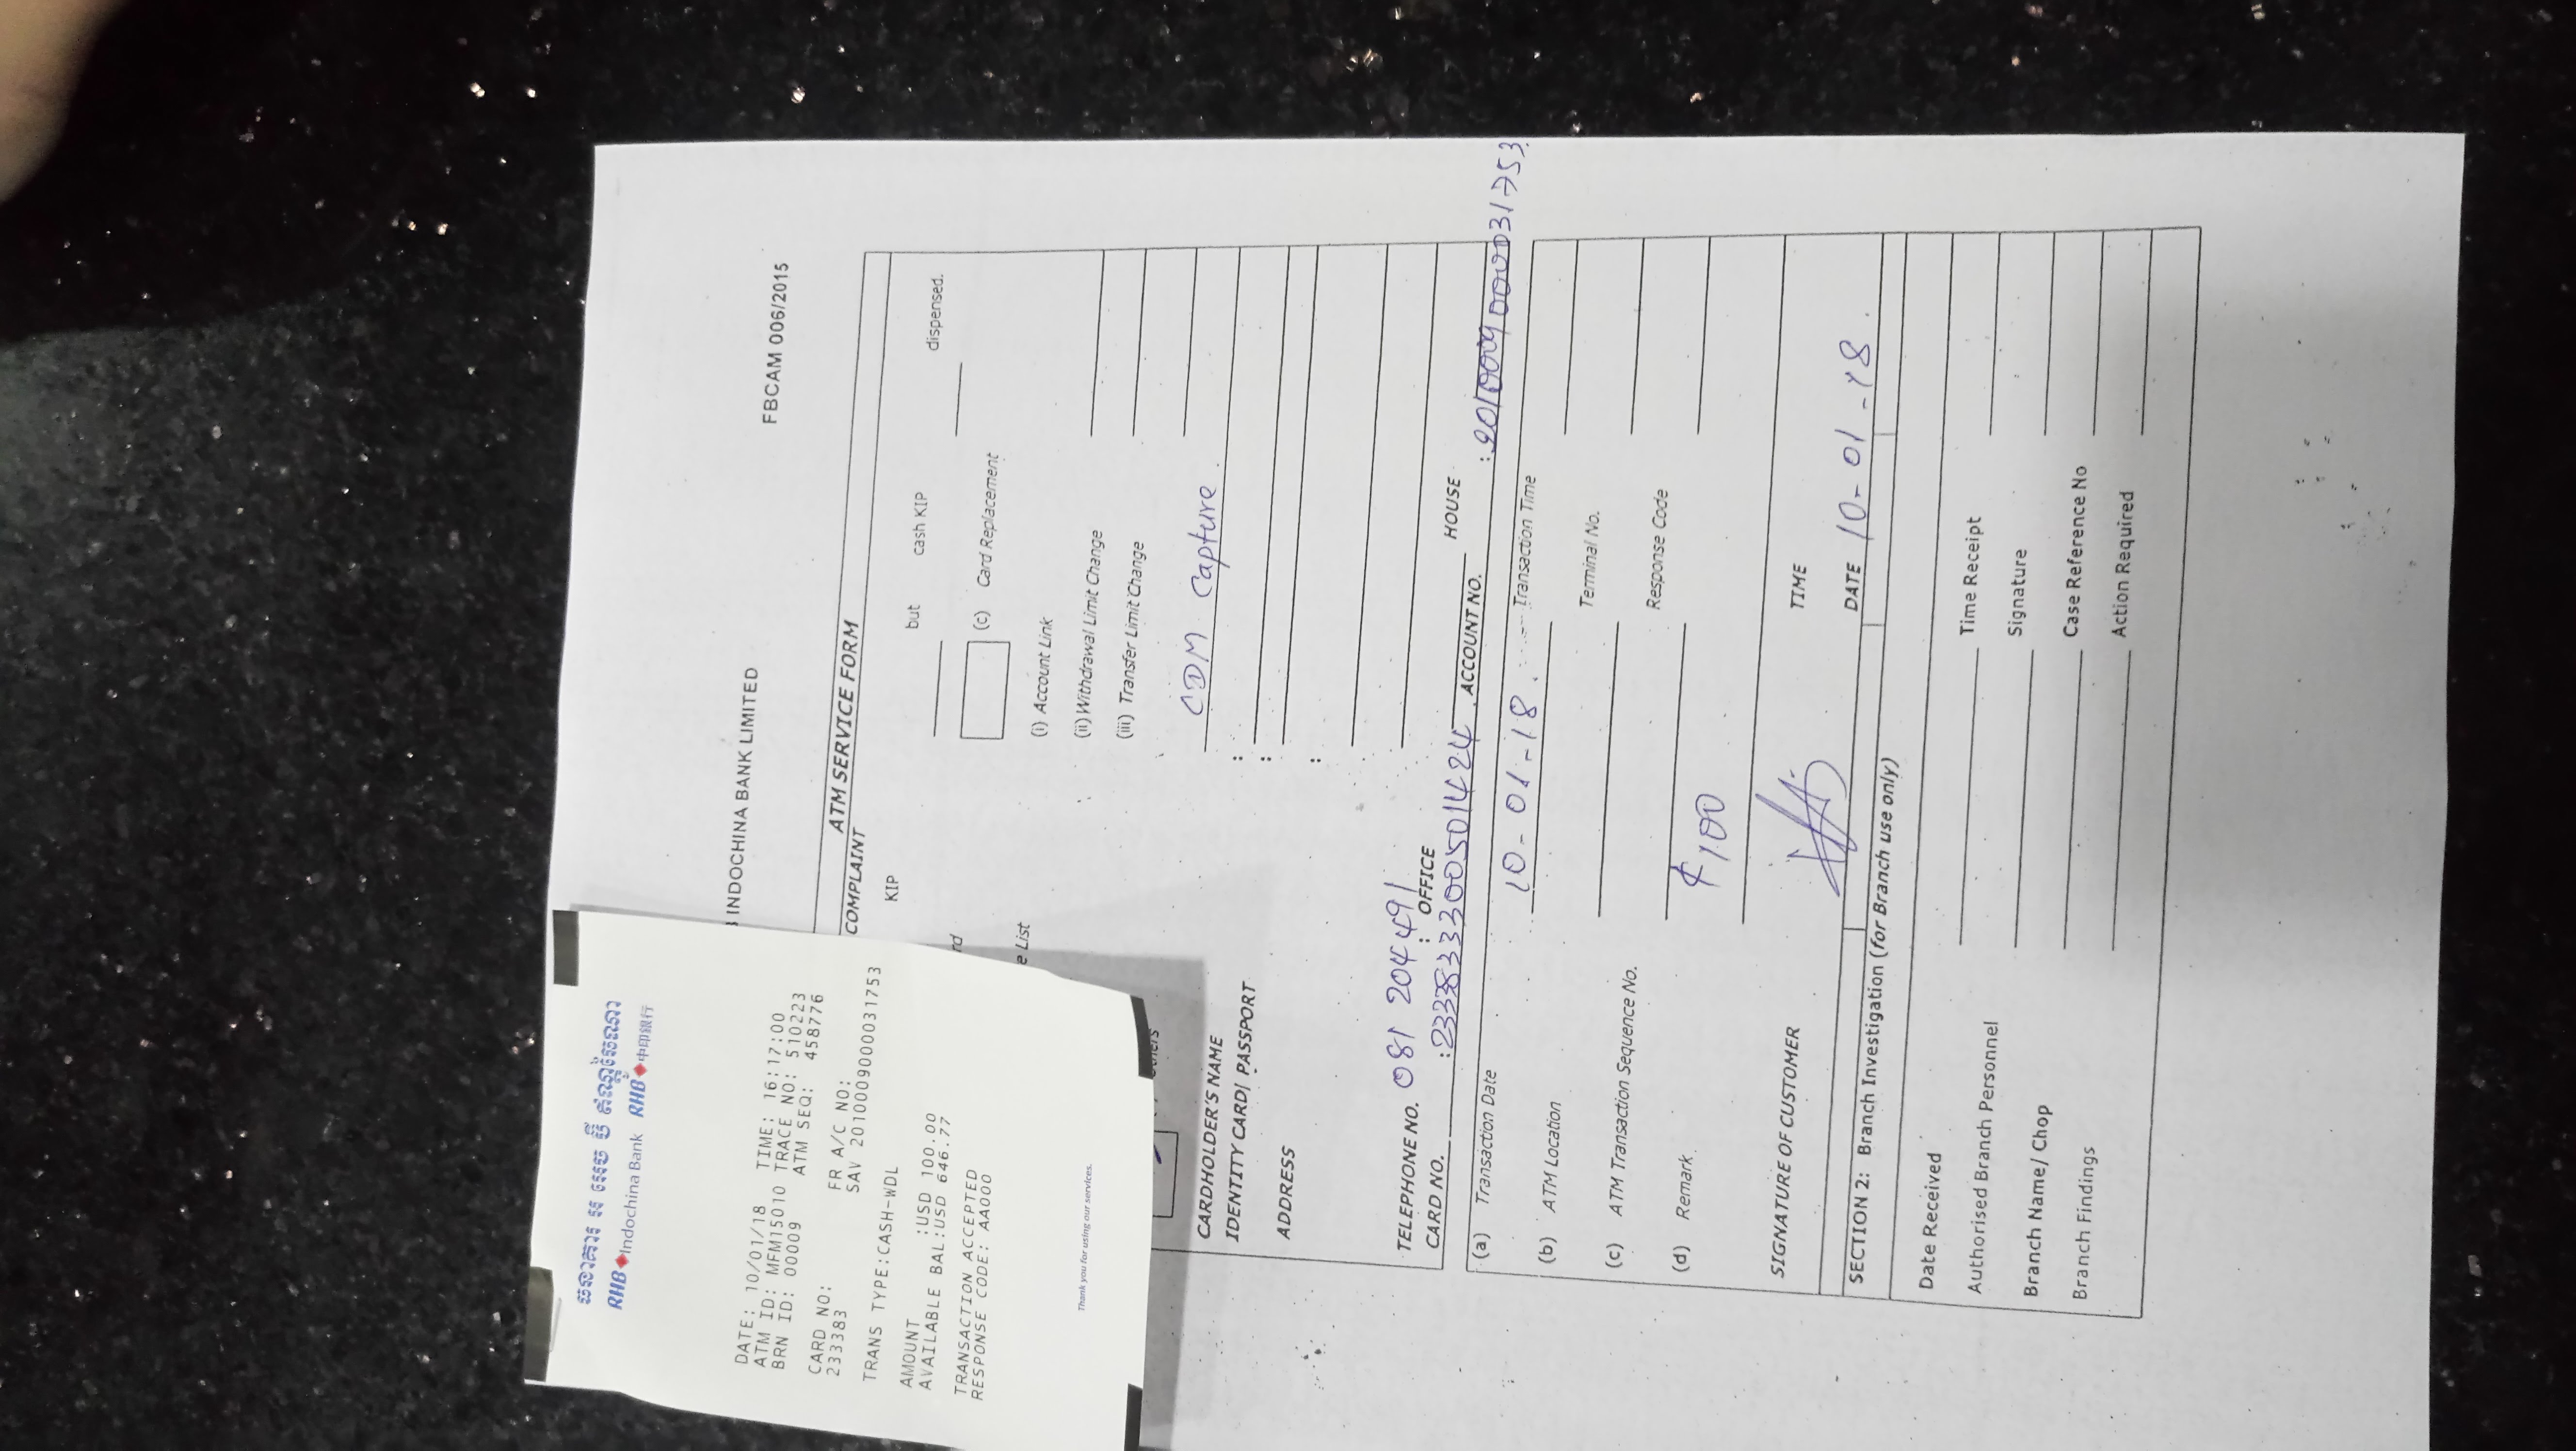 ធនាគារ អ អេច ប៊ី ឥណ្ឌូចិណា
RHB Indochina Bank RHB 中印銀行
DATE: 10/01/18 TIME: 16:17:00
ATM ID: MFM15010 TRACE NO: 510223
BRN ID: 00009 ATM SEQ: 458776
CARD NO: FR A/C NO:
233383 SAV 2010009000031753
TRANS TYPE:CASH-WDL
AMOUNT :USD 100.00
AVAILABLE BAL:USD 646.77
TRANSACTION ACCEPTED
RESPONSE CODE: AA000
Thank you for using our services.
INDOCHINA BANK LIMITED
FBCAM 006/2015
ATM SERVICE FORM
COMPLAINT
KIP but cash KIP dispensed.
rd (c) Card Replacement
e List (i) Account Link
(ii) Withdrawal Limit Change
(iii) Transfer Limit Change
CDM Capture.
CARDHOLDER'S NAME :
IDENTITY CARD/ PASSPORT :
ADDRESS :
TELEPHONE NO. 081 204491 : OFFICE HOUSE
CARD NO. :2333833300501424 ACCOUNT NO. :2010009000031753
(a) Transaction Date 10-01-18. Transaction Time
(b) ATM Location Terminal No.
(c) ATM Transaction Sequence No. Response Code
(d) Remark 100
SIGNATURE OF CUSTOMER TIME
DATE 10-01-18.
SECTION 2: Branch Investigation (for Branch use only)
Date Received Time Receipt
Authorised Branch Personnel Signature
Branch Name/ Chop Case Reference No
Branch Findings Action Required